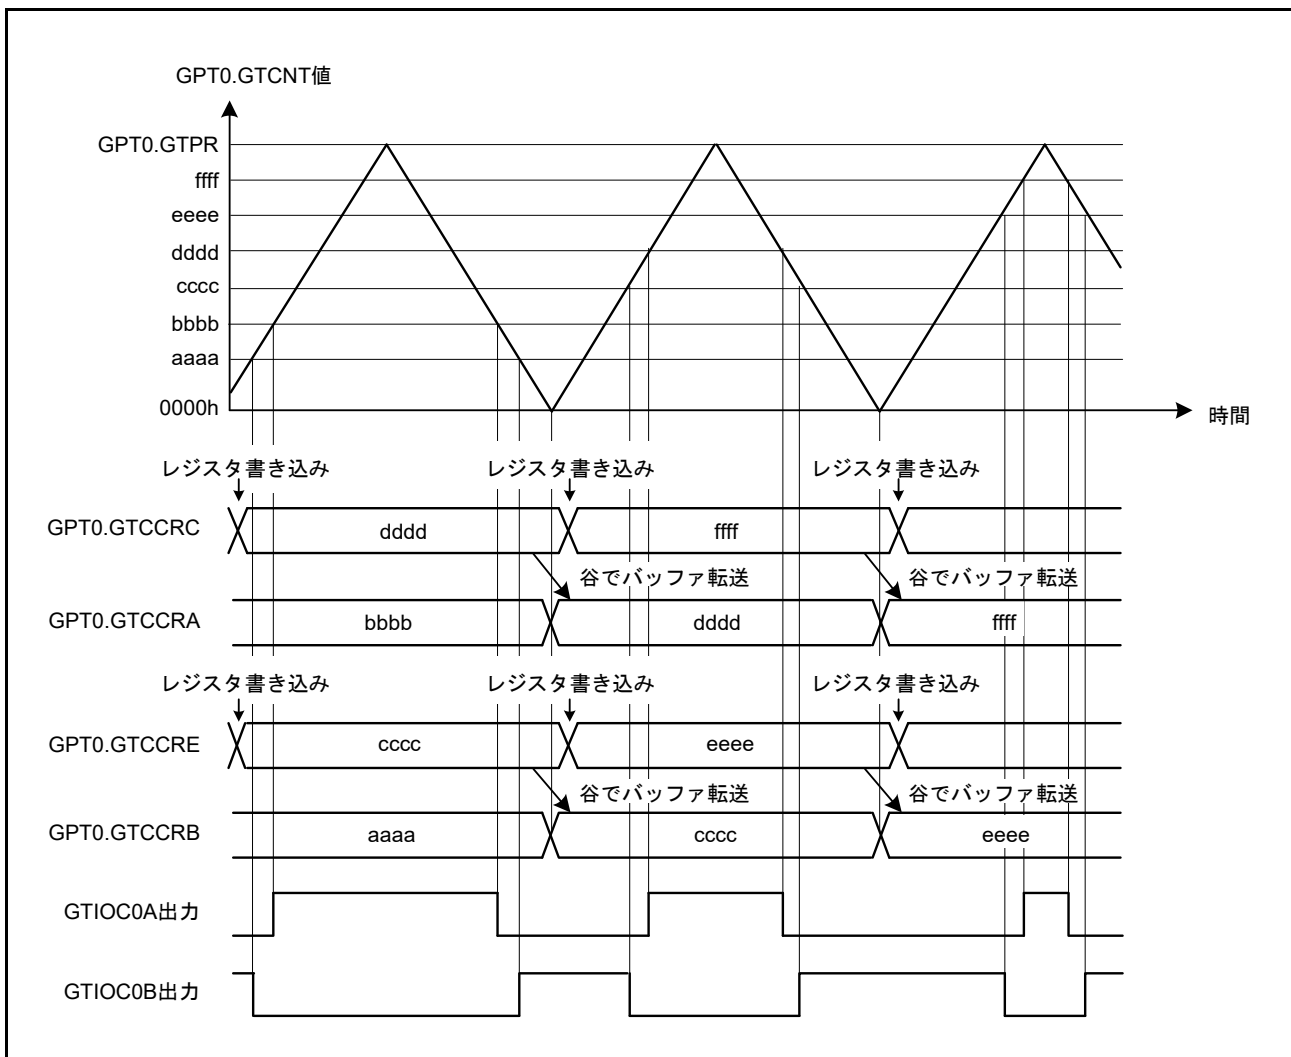 GPT0.GTCNT値
GPT0.GTPR
ffff
eeee
dddd
cccc
bbbb
aaaa
0000h
時間
レジスタ書き込み レジスタ書き込み レジスタ書き込み
GPT0.GTCCRC dddd ffff
谷でバッファ転送 谷でバッファ転送
GPT0.GTCCRA bbbb dddd ffff
レジスタ書き込み レジスタ書き込み レジスタ書き込み
GPT0.GTCCRE cccc eeee
谷でバッファ転送 谷でバッファ転送
GPT0.GTCCRB aaaa cccc eeee
GTIOC0A出力
GTIOC0B出力